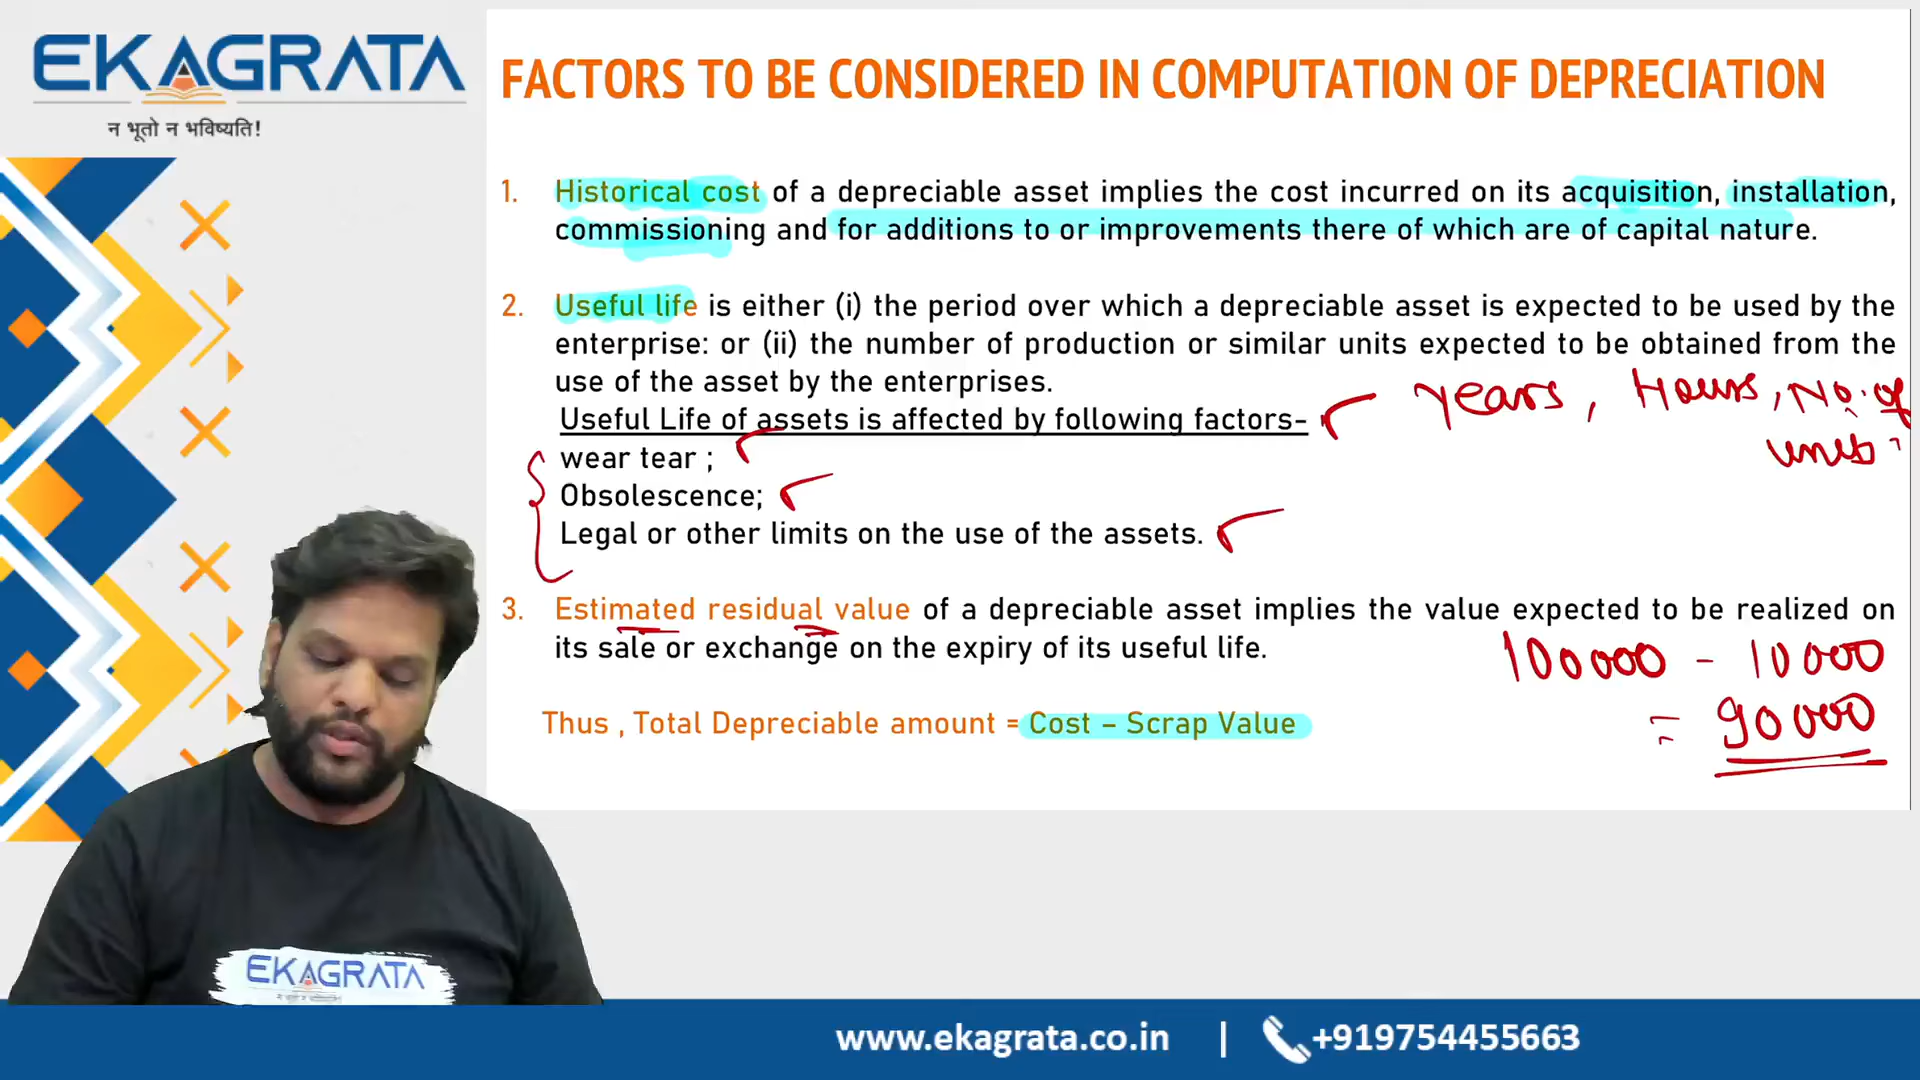 EKAGRATA
न भूतो न भविष्यति!
FACTORS TO BE CONSIDERED IN COMPUTATION OF DEPRECIATION
1. Historical cost of a depreciable asset implies the cost incurred on its acquisition, installation,
commissioning and for additions to or improvements there of which are of capital nature.
2. Useful life is either (i) the period over which a depreciable asset is expected to be used by the
enterprise: or (ii) the number of production or similar units expected to be obtained from the
use of the asset by the enterprises.
Years, Hours, No. of
units
Useful Life of assets is affected by following factors-
wear tear ;
Obsolescence;
Legal or other limits on the use of the assets.
3. Estimated residual value of a depreciable asset implies the value expected to be realized on
its sale or exchange on the expiry of its useful life.
100000 - 10000
= 90000
Thus , Total Depreciable amount = Cost – Scrap Value
EKAGRATA
www.ekagrata.co.in | +919754455663